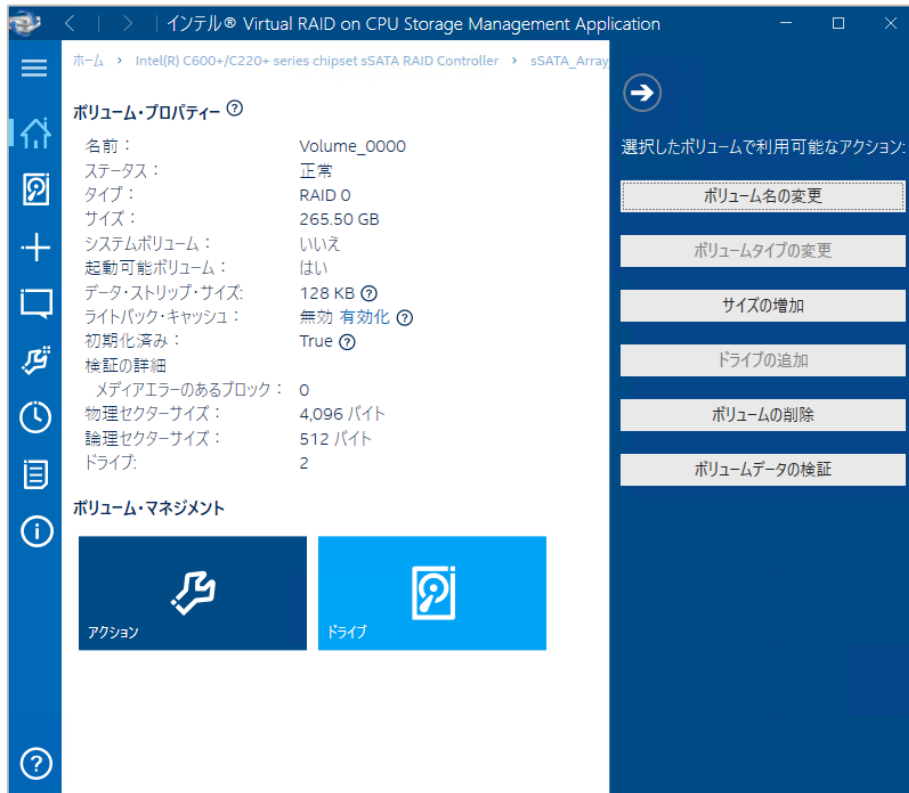 インテル® Virtual RAID on CPU Storage Management Application
ホーム › Intel(R) C600+/C220+ series chipset sSATA RAID Controller › sSATA_Array
ボリューム・プロパティー ?
名前： Volume_0000
ステータス： 正常
タイプ： RAID 0
サイズ： 265.50 GB
システムボリューム： いいえ
起動可能ボリューム： はい
データ・ストリップ・サイズ: 128 KB ?
ライトバック・キャッシュ： 無効 有効化 ?
初期化済み： True ?
検証の詳細
メディアエラーのあるブロック： 0
物理セクターサイズ： 4,096 バイト
論理セクターサイズ： 512 バイト
ドライブ: 2
ボリューム・マネジメント
アクション
ドライブ
選択したボリュームで利用可能なアクション:
ボリューム名の変更
ボリュームタイプの変更
サイズの増加
ドライブの追加
ボリュームの削除
ボリュームデータの検証